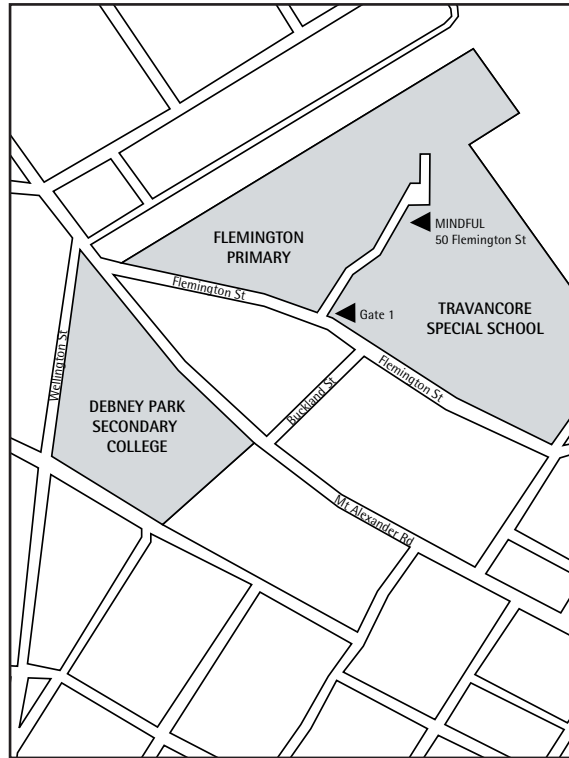 MINDFUL
50 Flemington St
FLEMINGTON
PRIMARY
Flemington St
Gate 1
TRAVANCORE
SPECIAL SCHOOL
Wellington St
Flemington St
Buckland St
DEBNEY PARK
SECONDARY
COLLEGE
Mt Alexander Rd